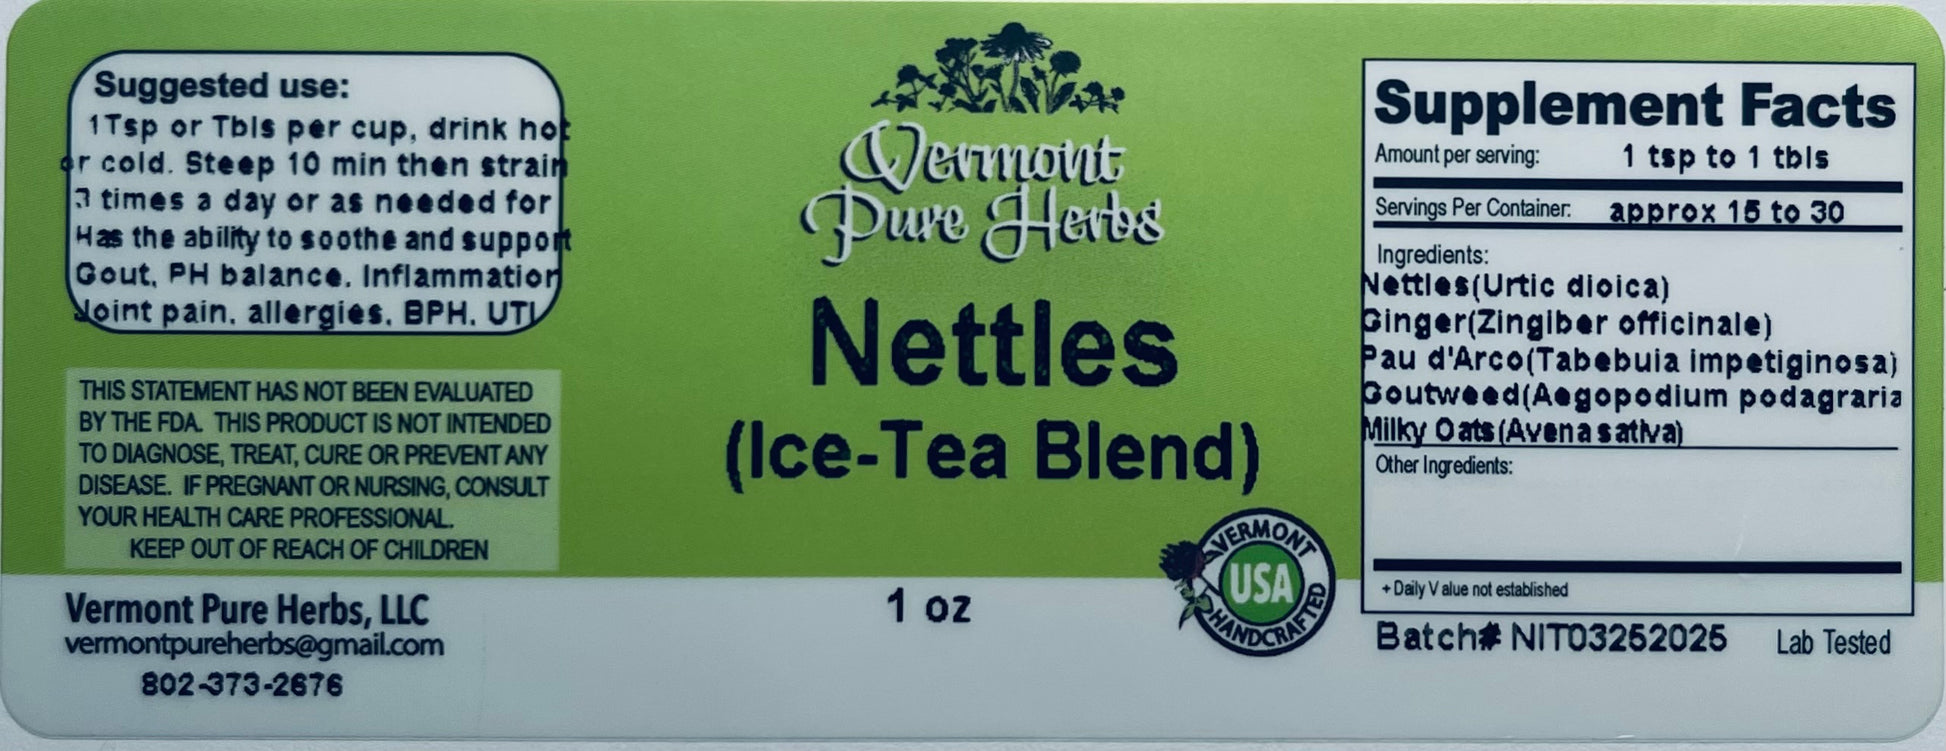 Suggested use:
1Tsp or Tbls per cup, drink hot
or cold. Steep 10 min then strain
3 times a day or as needed for
Has the ability to soothe and support
Gout, PH balance. Inflammation
Joint pain, allergies, BPH, UTI
THIS STATEMENT HAS NOT BEEN EVALUATED
BY THE FDA. THIS PRODUCT IS NOT INTENDED
TO DIAGNOSE, TREAT, CURE OR PREVENT ANY
DISEASE. IF PREGNANT OR NURSING, CONSULT
YOUR HEALTH CARE PROFESSIONAL.
KEEP OUT OF REACH OF CHILDREN
Vermont Pure Herbs, LLC
vermontpureherbs@gmail.com
802-373-2676
Vermont
Pure Herbs
Nettles
(Ice-Tea Blend)
1 oz
VERMONT
USA
HANDCRAFTED
Supplement Facts
Amount per serving: 1 tsp to 1 tbls
Servings Per Container: approx 15 to 30
Ingredients:
Nettles(Urtic dioica)
Ginger(Zingiber officinale)
Pau d'Arco(Tabebuia impetiginosa)
Goutweed(Aegopodium podagraria
Milky Oats(Avena sativa)
Other Ingredients:
+ Daily Value not established
Batch# NIT03252025 Lab Tested